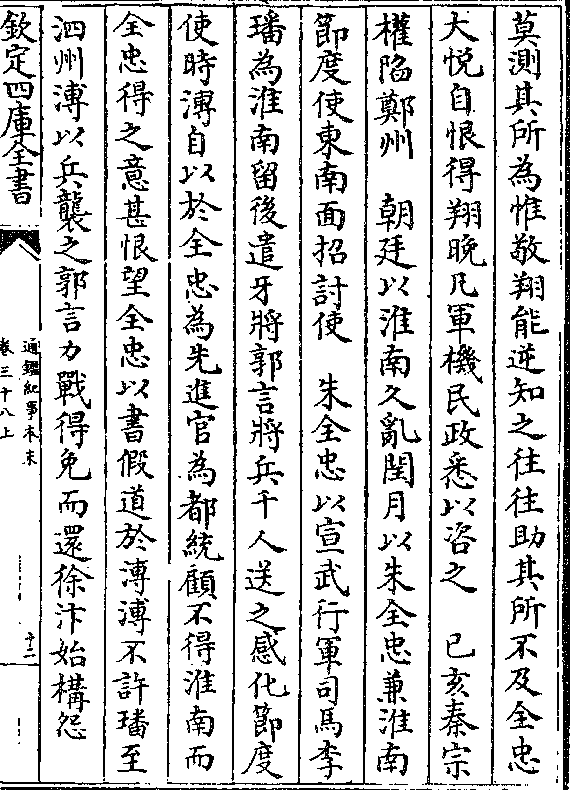 莫測其所為惟敬翔能逆知之往往助其所不及全忠
大悅自恨得翔晚凡軍機民政悉以咨之　己亥秦宗
權陷鄭州　朝廷以淮南久亂閏月以朱全忠兼淮南
節度使東南面招討使　朱全忠以宣武行軍司馬李
璠為淮南留後遣牙將郭言將兵千人送之感化節度
使時溥自以於全忠為先進官為都統顧不得淮南而
全忠得之意甚恨望全忠以書假道於溥溥不許璠至
泗州溥以兵襲之郭言力戰得免而還徐汴始構怨
欽定四庫全書
通鑑紀事本末
卷三十八上
十二